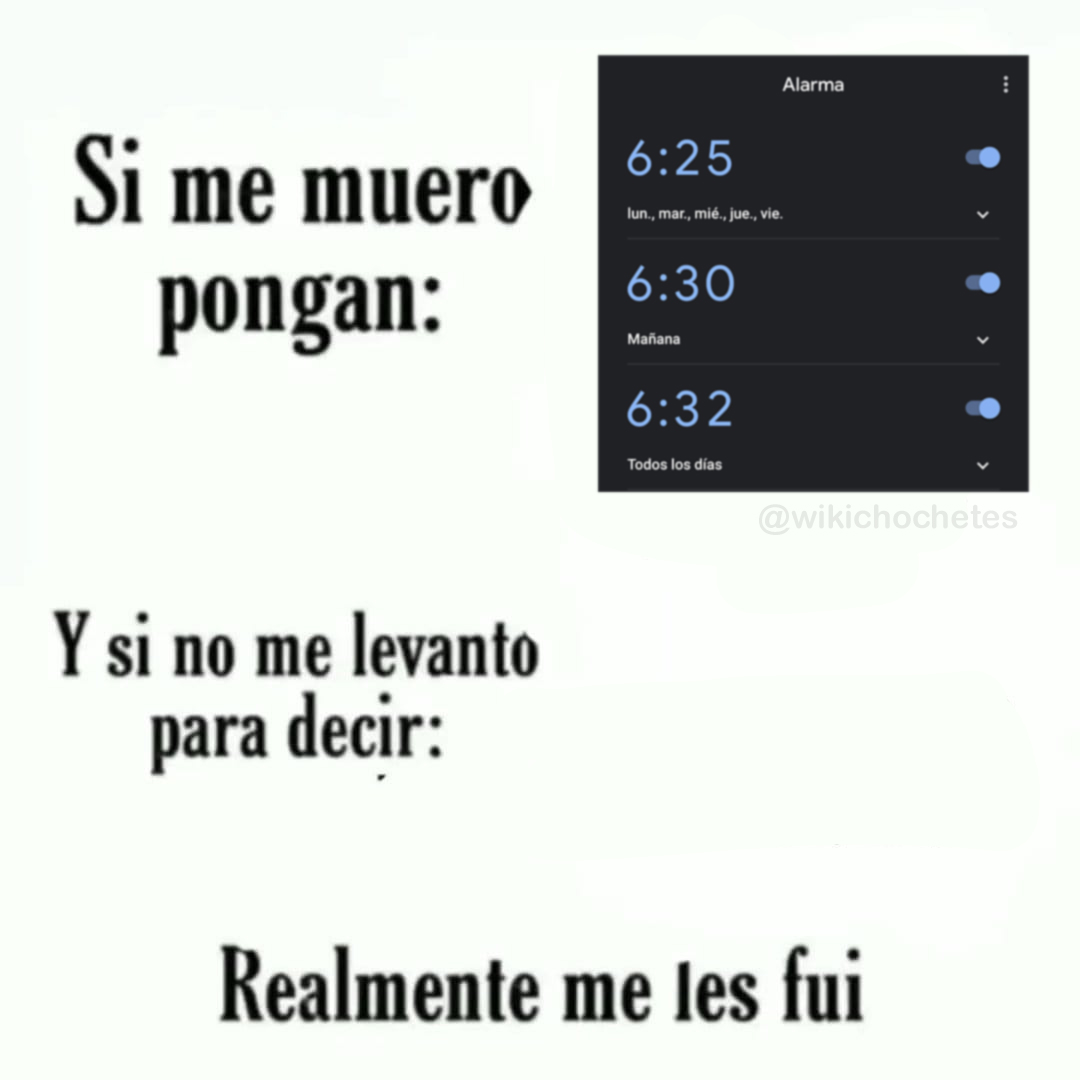 Si me muero
pongan:
Alarma
6:25
lun., mar., mié., jue., vie.
6:30
Mañana
6:32
Todos los días
@wikichochetes
Y si no me levanto
para decir:
Realmente me les fui